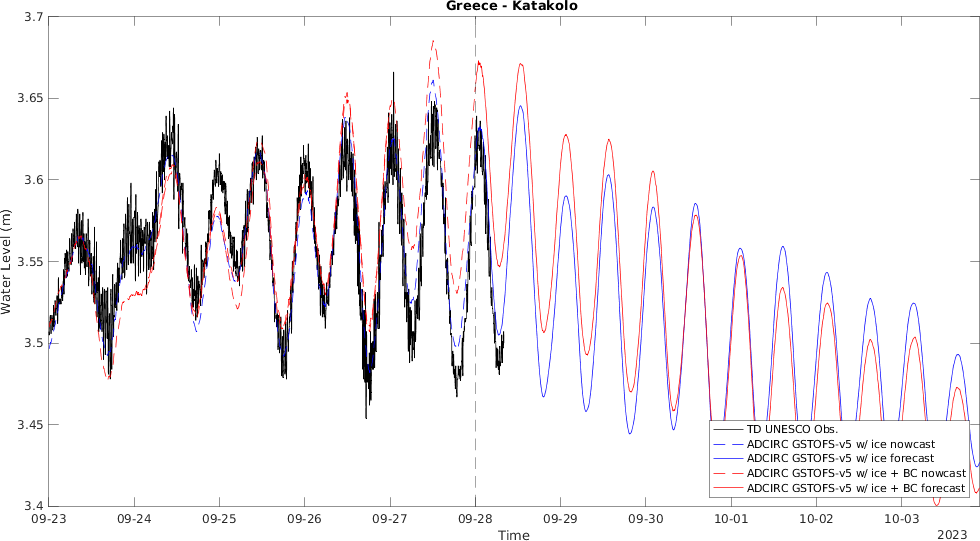 Greece - Katakolo
3.7
3.65
3.6
3.55
3.5
3.45
3.4
Water Level (m)
TD UNESCO Obs.
ADCIRC GSTOFS-v5 w/ ice nowcast
ADCIRC GSTOFS-v5 w/ ice forecast
ADCIRC GSTOFS-v5 w/ ice + BC nowcast
ADCIRC GSTOFS-v5 w/ ice + BC forecast
09-23 09-24 09-25 09-26 09-27 09-28 09-29 09-30 10-01 10-02 10-03
Time
2023